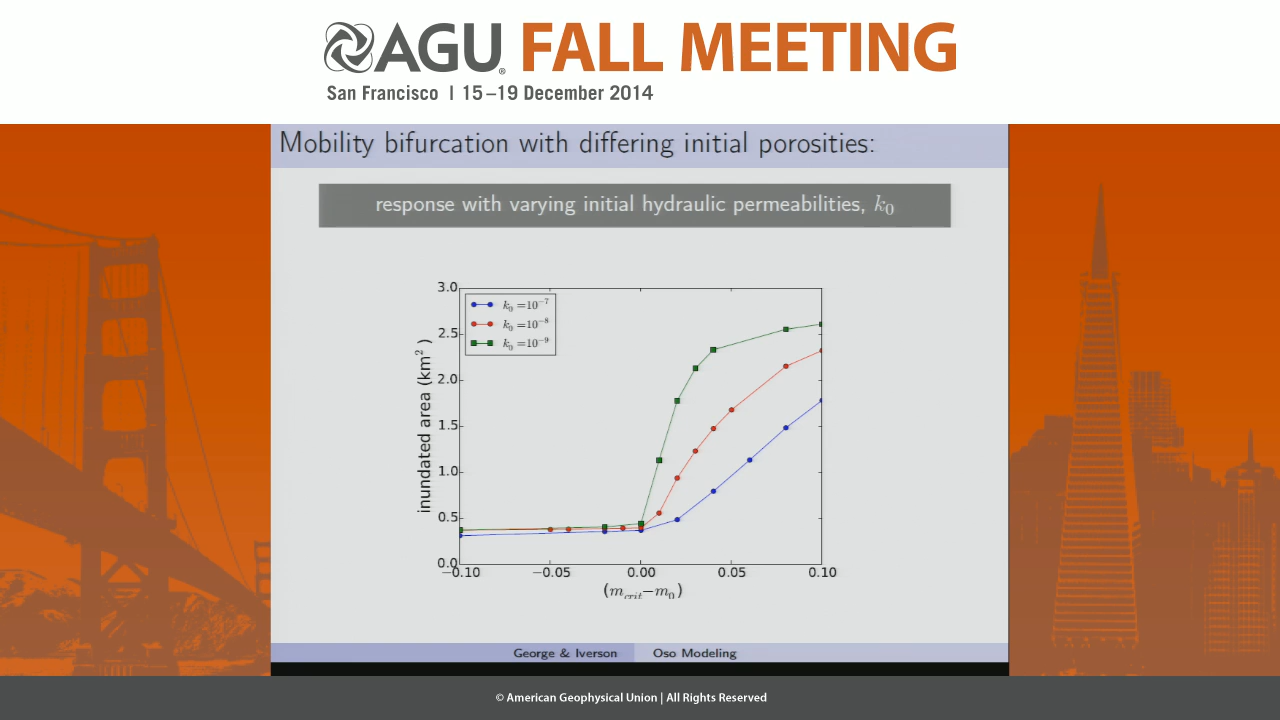 AGU FALL MEETING
San Francisco | 15–19 December 2014
Mobility bifurcation with differing initial porosities:
response with varying initial hydraulic permeabilities, k₀
3.0
2.5
2.0
1.5
1.0
0.5
0.0
inundated area (km²)
k₀ =10⁻⁷
k₀ =10⁻⁸
k₀ =10⁻⁹
−0.10 −0.05 0.00 0.05 0.10
(m_crit−m₀)
George & Iverson Oso Modeling
© American Geophysical Union | All Rights Reserved